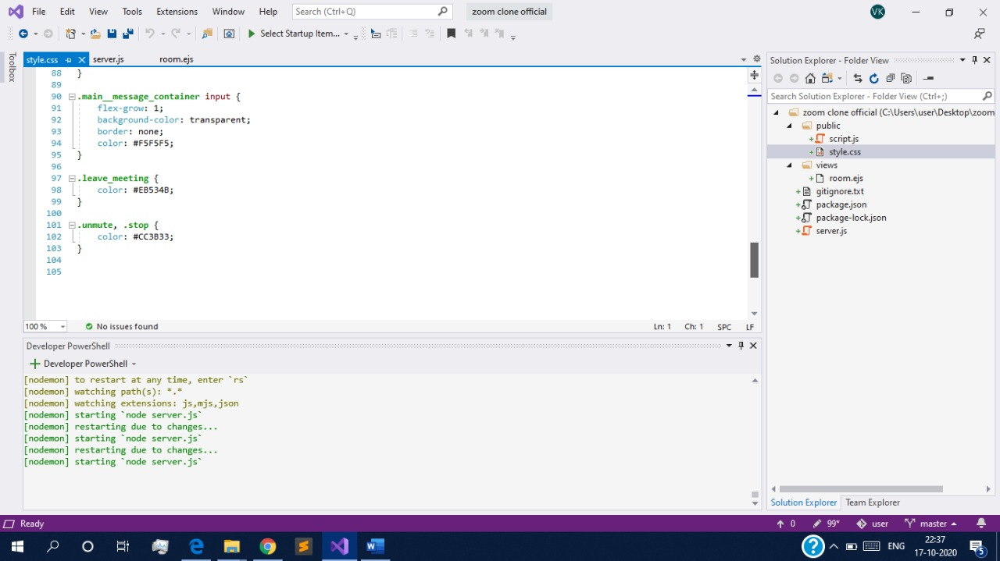 File Edit View Tools Extensions Window Help Search (Ctrl+Q) zoom clone official VK
Select Startup Item...
Toolbox
style.css server.js room.ejs
88 }
89
90 .main__message_container input {
91 flex-grow: 1;
92 background-color: transparent;
93 border: none;
94 color: #F5F5F5;
95 }
96
97 .leave_meeting {
98 color: #EB534B;
99 }
100
101 .unmute, .stop {
102 color: #CC3B33;
103 }
104
105
100 % No issues found Ln: 1 Ch: 1 SPC LF
Developer PowerShell
Developer PowerShell
[nodemon] to restart at any time, enter `rs`
[nodemon] watching path(s): *.*
[nodemon] watching extensions: js,mjs,json
[nodemon] starting `node server.js`
[nodemon] restarting due to changes...
[nodemon] starting `node server.js`
[nodemon] restarting due to changes...
[nodemon] starting `node server.js`
Solution Explorer - Folder View
Search Solution Explorer - Folder View (Ctrl+;)
zoom clone official (C:\Users\user\Desktop\zoom
public
script.js
style.css
views
room.ejs
gitignore.txt
package.json
package-lock.json
server.js
Solution Explorer Team Explorer
Ready 0 99* user master
W ENG 22:37
17-10-2020 5